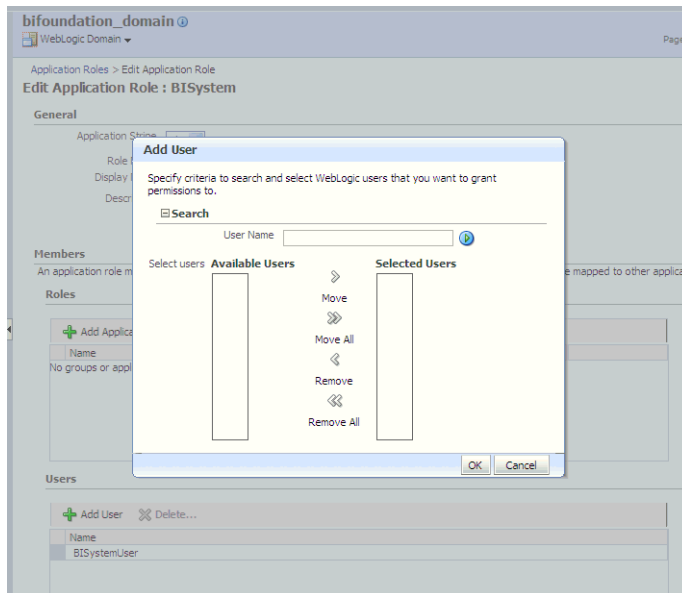 bifoundation_domain
WebLogic Domain
Page
Application Roles > Edit Application Role
Edit Application Role : BISystem
General
Application Stripe
Role
Display
Descr
Add User
Specify criteria to search and select WebLogic users that you want to grant
permissions to.
Search
User Name
Select users Available Users
Selected Users
Move
Move All
Remove
Remove All
OK Cancel
Members
An application role m
e mapped to other applica
Roles
Add Applica
Name
No groups or appl
Users
Add User Delete...
Name
BISystemUser